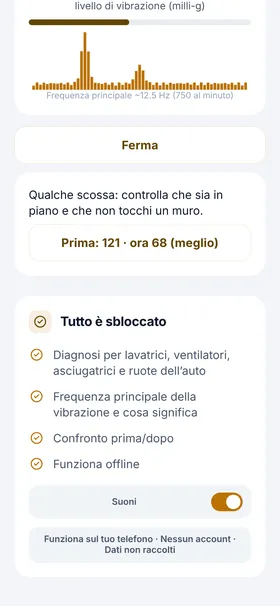 livello di vibrazione (milli-g)
Frequenza principale ~12.5 Hz (750 al minuto)
Ferma
Qualche scossa: controlla che sia in
piano e che non tocchi un muro.
Prima: 121 · ora 68 (meglio)
Tutto è sbloccato
Diagnosi per lavatrici, ventilatori,
asciugatrici e ruote dell'auto
Frequenza principale della
vibrazione e cosa significa
Confronto prima/dopo
Funziona offline
Suoni
Funziona sul tuo telefono · Nessun account ·
Dati non raccolti